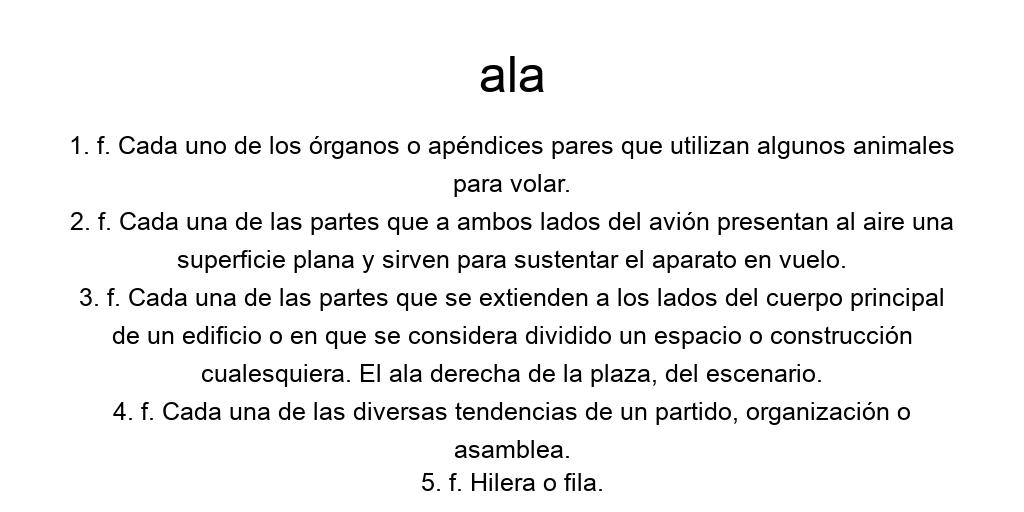 ala
1. f. Cada uno de los órganos o apéndices pares que utilizan algunos animales
para volar.
2. f. Cada una de las partes que a ambos lados del avión presentan al aire una
superficie plana y sirven para sustentar el aparato en vuelo.
3. f. Cada una de las partes que se extienden a los lados del cuerpo principal
de un edificio o en que se considera dividido un espacio o construcción
cualesquiera. El ala derecha de la plaza, del escenario.
4. f. Cada una de las diversas tendencias de un partido, organización o
asamblea.
5. f. Hilera o fila.